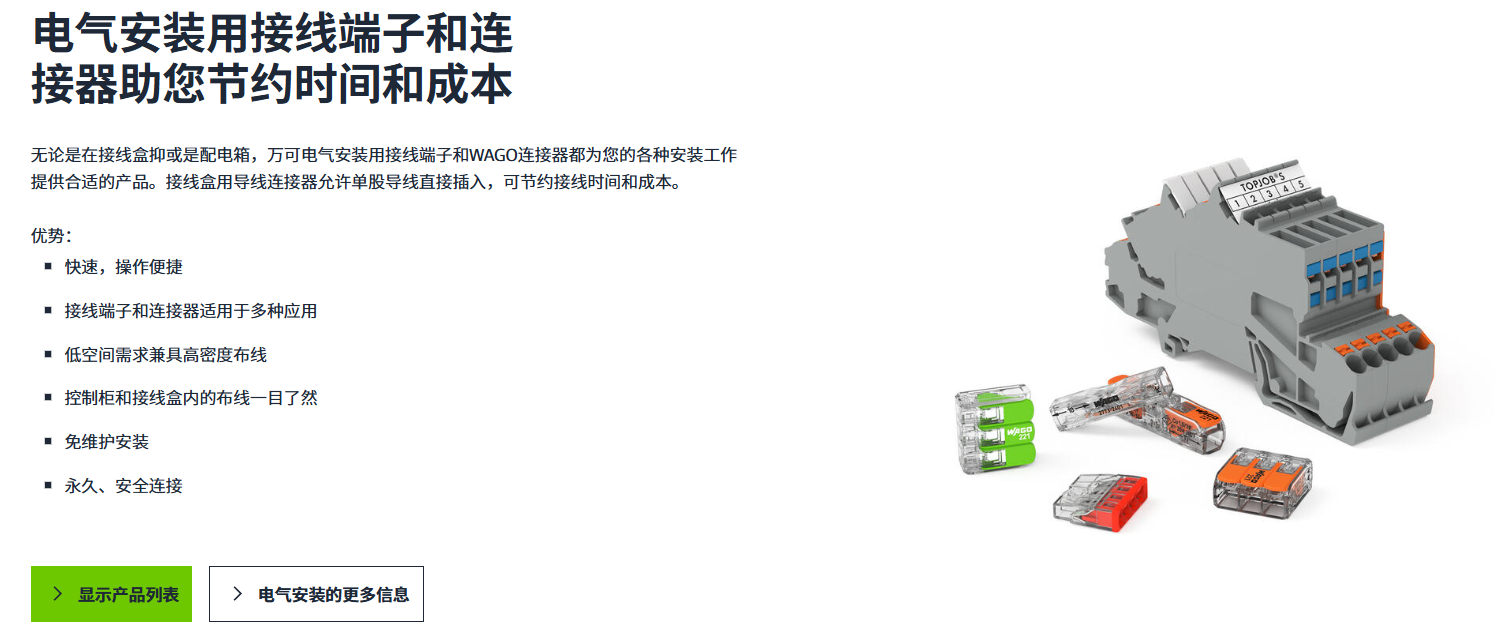 电气安装用接线端子和连
接器助您节约时间和成本
无论是在接线盒抑或是配电箱，万可电气安装用接线端子和WAGO连接器都为您的各种安装工作
提供合适的产品。接线盒用导线连接器允许单股导线直接插入，可节约接线时间和成本。
优势：
快速，操作便捷
接线端子和连接器适用于多种应用
低空间需求兼具高密度布线
控制柜和接线盒内的布线一目了然
免维护安装
永久、安全连接
显示产品列表
电气安装的更多信息
TOPJOB®S
1 2 3 4 5
WAGO
221
WAGO
WAGO
WAGO
221